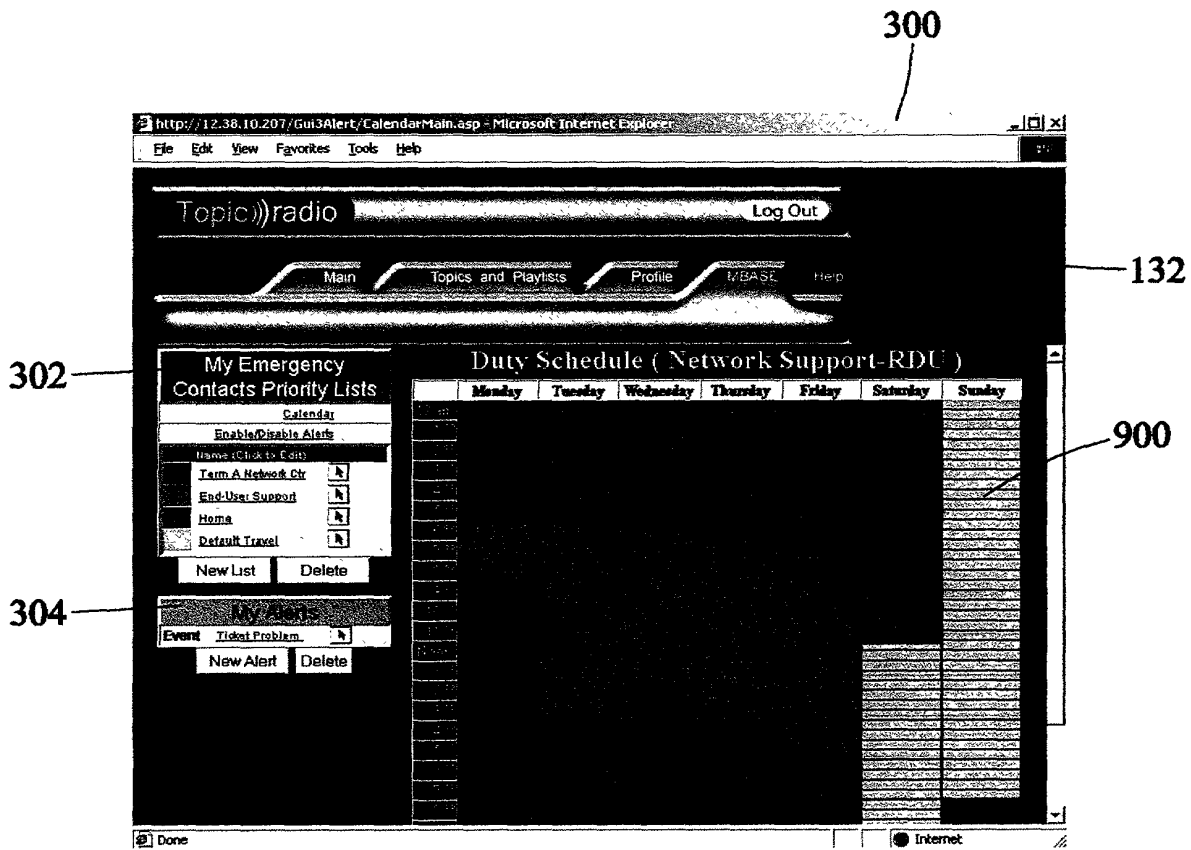 300
http://12.38.10.207/Gui3Alert/CalendarMain.asp - Microsoft Internet Explorer
File Edit View Favorites Tools Help
Topic)))radio
Log Out
Main Topics and Playlists Profile MBASE Help
132
302
My Emergency
Contacts Priority Lists
Calendar
Enable/Disable Alerts
Name (Click to Edit)
Term A Network Ctr
End-User Support
Home
Default Travel
New List Delete
304
My Alerts
Event Ticket Problem
New Alert Delete
Duty Schedule ( Network Support-RDU )
Monday Tuesday Wednesday Thursday Friday Saturday Sunday
900
Done
Internet